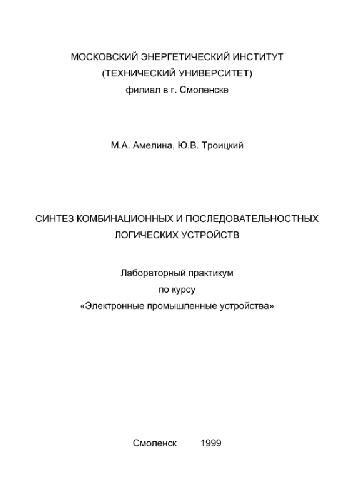 МОСКОВСКИЙ ЭНЕРГЕТИЧЕСКИЙ ИНСТИТУТ
(ТЕХНИЧЕСКИЙ УНИВЕРСИТЕТ)
филиал в г. Смоленске
М.А. Амелина, Ю.В. Троицкий
СИНТЕЗ КОМБИНАЦИОННЫХ И ПОСЛЕДОВАТЕЛЬНОСТНЫХ
ЛОГИЧЕСКИХ УСТРОЙСТВ
Лабораторный практикум
по курсу
«Электронные промышленные устройства»
Смоленск 1999